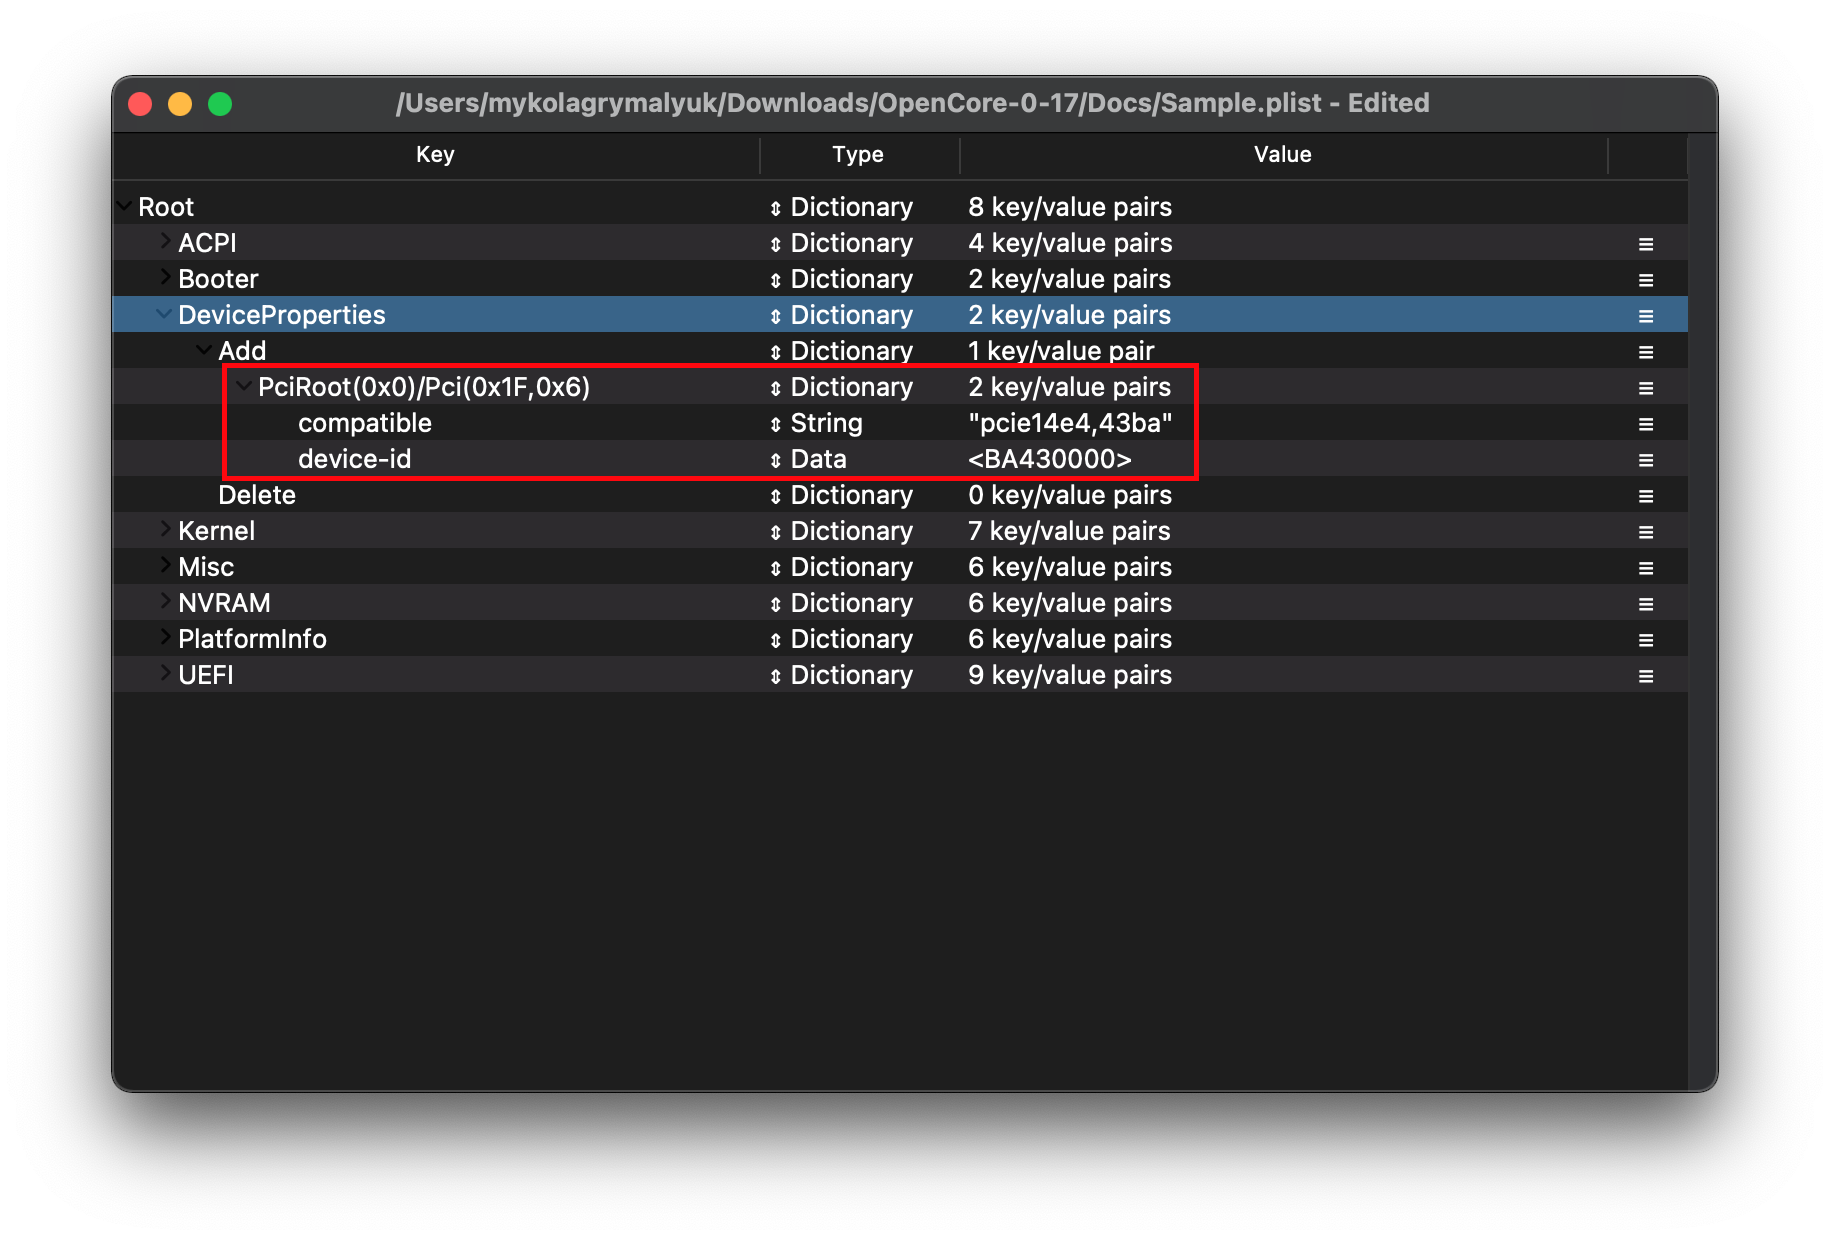 /Users/mykolagrymalyuk/Downloads/OpenCore-0-17/Docs/Sample.plist - Edited
Key Type Value
Root Dictionary 8 key/value pairs
ACPI Dictionary 4 key/value pairs
Booter Dictionary 2 key/value pairs
DeviceProperties Dictionary 2 key/value pairs
Add Dictionary 1 key/value pair
PciRoot(0x0)/Pci(0x1F,0x6) Dictionary 2 key/value pairs
compatible String "pcie14e4,43ba"
device-id Data <BA430000>
Delete Dictionary 0 key/value pairs
Kernel Dictionary 7 key/value pairs
Misc Dictionary 6 key/value pairs
NVRAM Dictionary 6 key/value pairs
PlatformInfo Dictionary 6 key/value pairs
UEFI Dictionary 9 key/value pairs